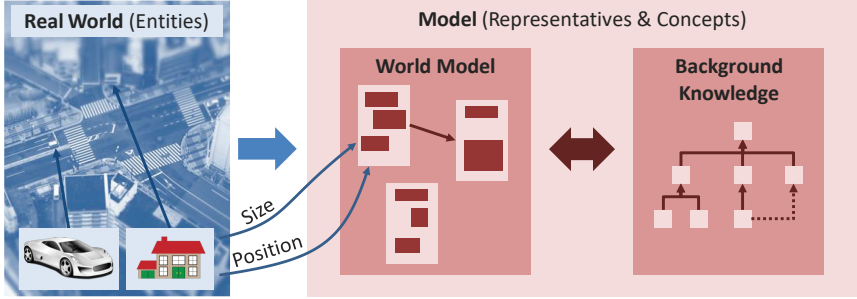 Real World (Entities)
Model (Representatives & Concepts)
World Model
Background
Knowledge
Size
Position